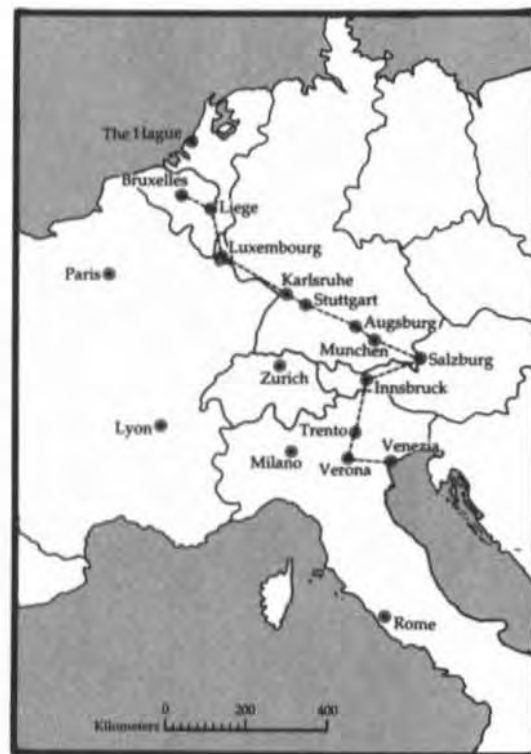 The Hague
Bruxelles
Liege
Luxembourg
Paris
Karlsruhe
Stuttgart
Augsburg
Munchen
Salzburg
Zurich
Innsbruck
Lyon
Trento
Venezia
Milano
Verona
Rome
0 200 400
Kilometers